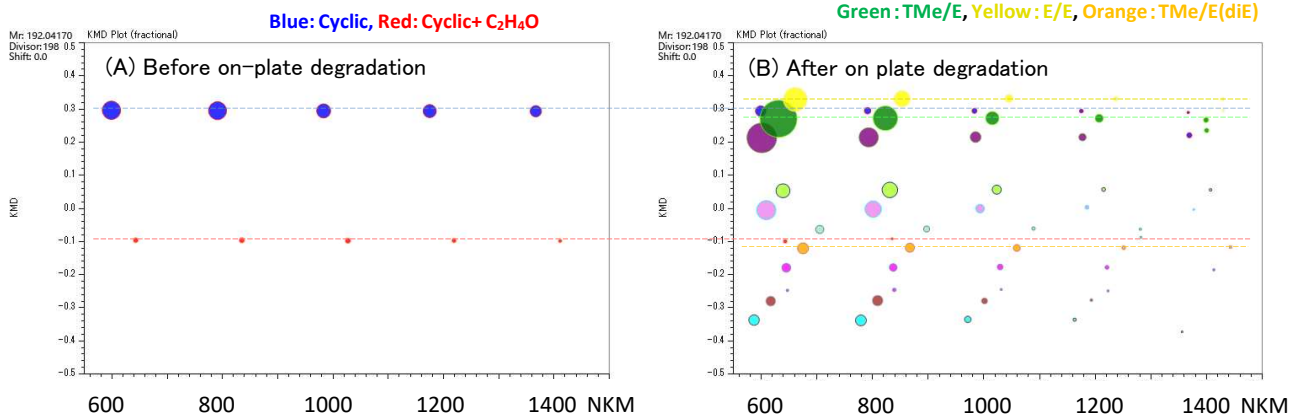 Blue: Cyclic, Red: Cyclic+ C₂H₄O
Mr: 192.04170
Divisor:198
Shift: 0.0
KMD Plot (fractional)
(A) Before on-plate degradation
0.5
0.4
0.3
0.2
0.1
0.0
−0.1
−0.2
−0.3
−0.4
−0.5
KMD
600 800 1000 1200 1400 NKM
Green:TMe/E, Yellow:E/E, Orange:TMe/E(diE)
Mr: 192.04170
Divisor:198
Shift: 0.0
KMD Plot (fractional)
(B) After on plate degradation
0.5
0.4
0.3
0.2
0.1
0.0
−0.1
−0.2
−0.3
−0.4
−0.5
KMD
600 800 1000 1200 1400 NKM